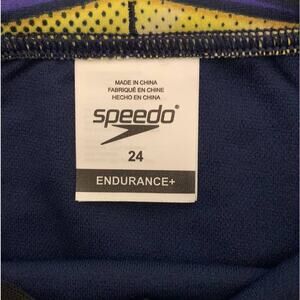 MADE IN CHINA
FABRIQUÉ EN CHINE
HECHO EN CHINA
speedo®
24
ENDURANCE+